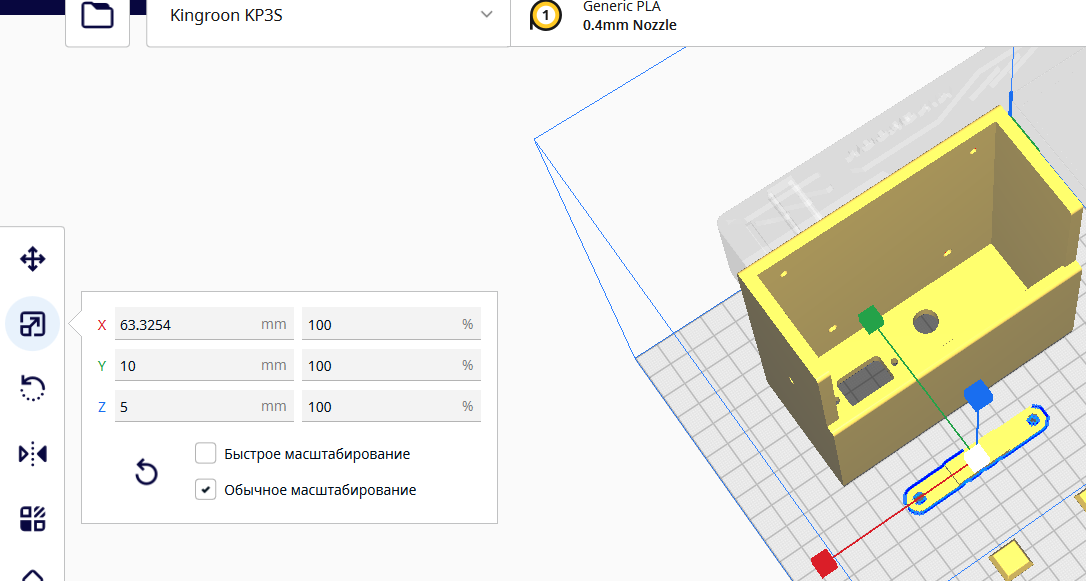 Kingroon KP3S
1
Generic PLA
0.4mm Nozzle
X 63.3254 mm 100 %
Y 10 mm 100 %
Z 5 mm 100 %
Быстрое масштабирование
Обычное масштабирование